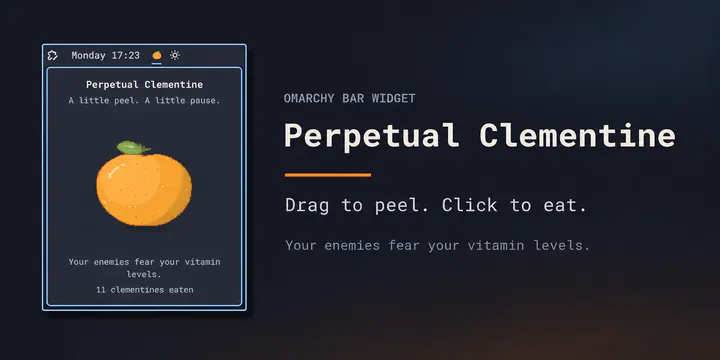 Monday 17:23
Perpetual Clementine
A little peel. A little pause.
Your enemies fear your vitamin
levels.
11 clementines eaten
OMARCHY BAR WIDGET
Perpetual Clementine
Drag to peel. Click to eat.
Your enemies fear your vitamin levels.